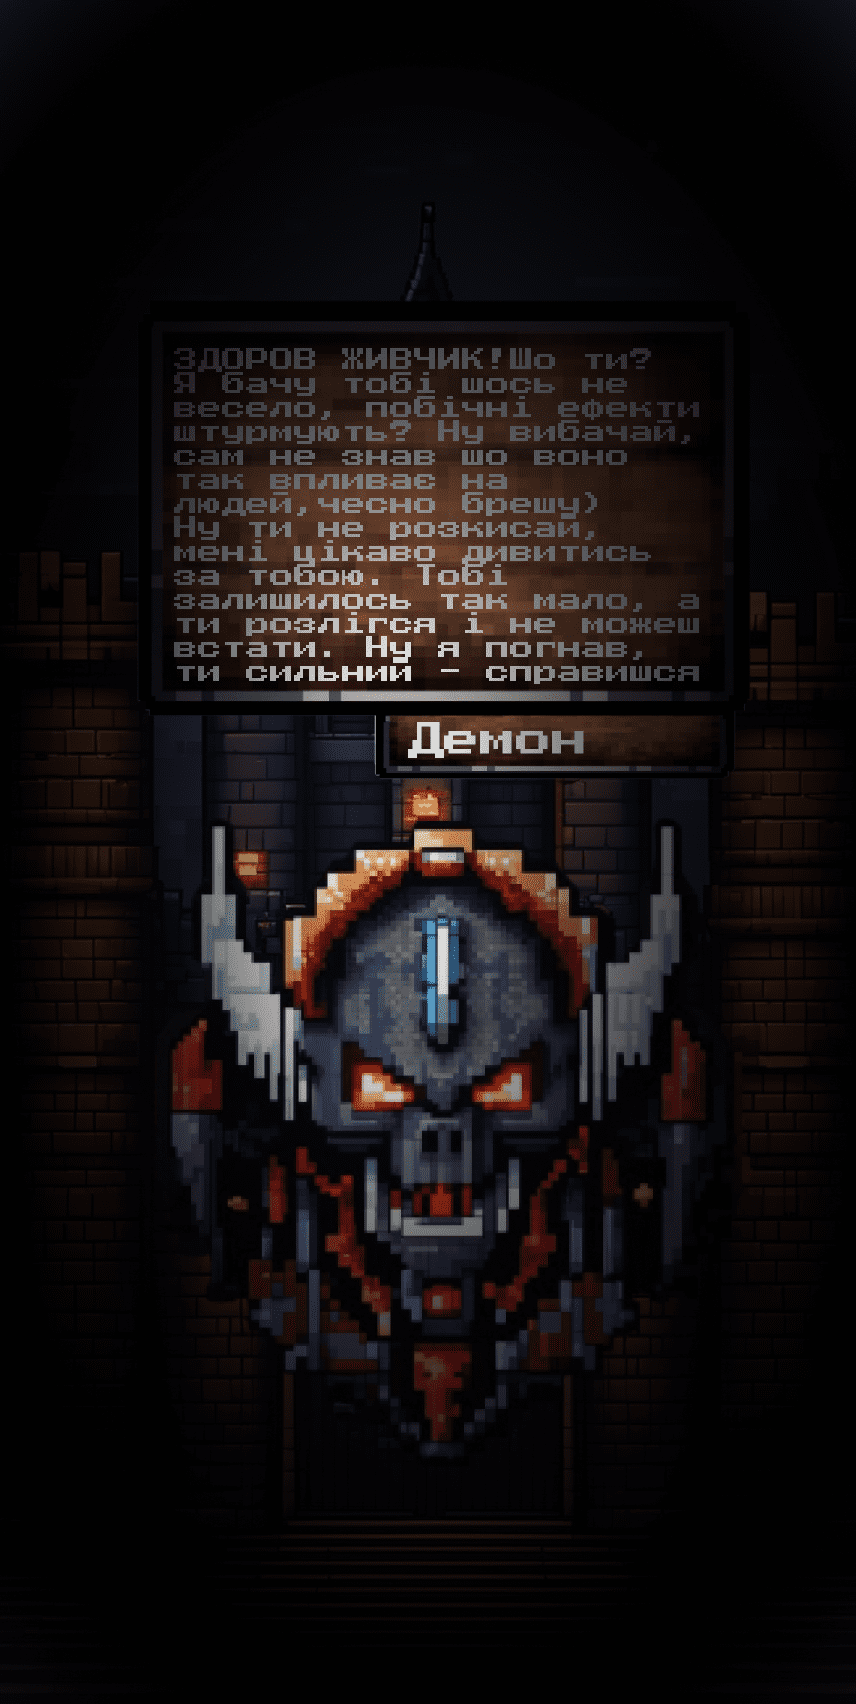 ЗДОРОВ ЖИВЧИК!Шо ти?
Я бачу тобі шось не
весело, побічні ефекти
штурмують? Ну вибачай,
сам не знав шо воно
так впливає на
людей,чесно брешу)
Ну ти не розкисай,
мені цікаво дивитись
за тобою. Тобі
залишилось так мало, а
ти розлігся і не можеш
встати. Ну я погнав,
ти сильний - справишся
Демон